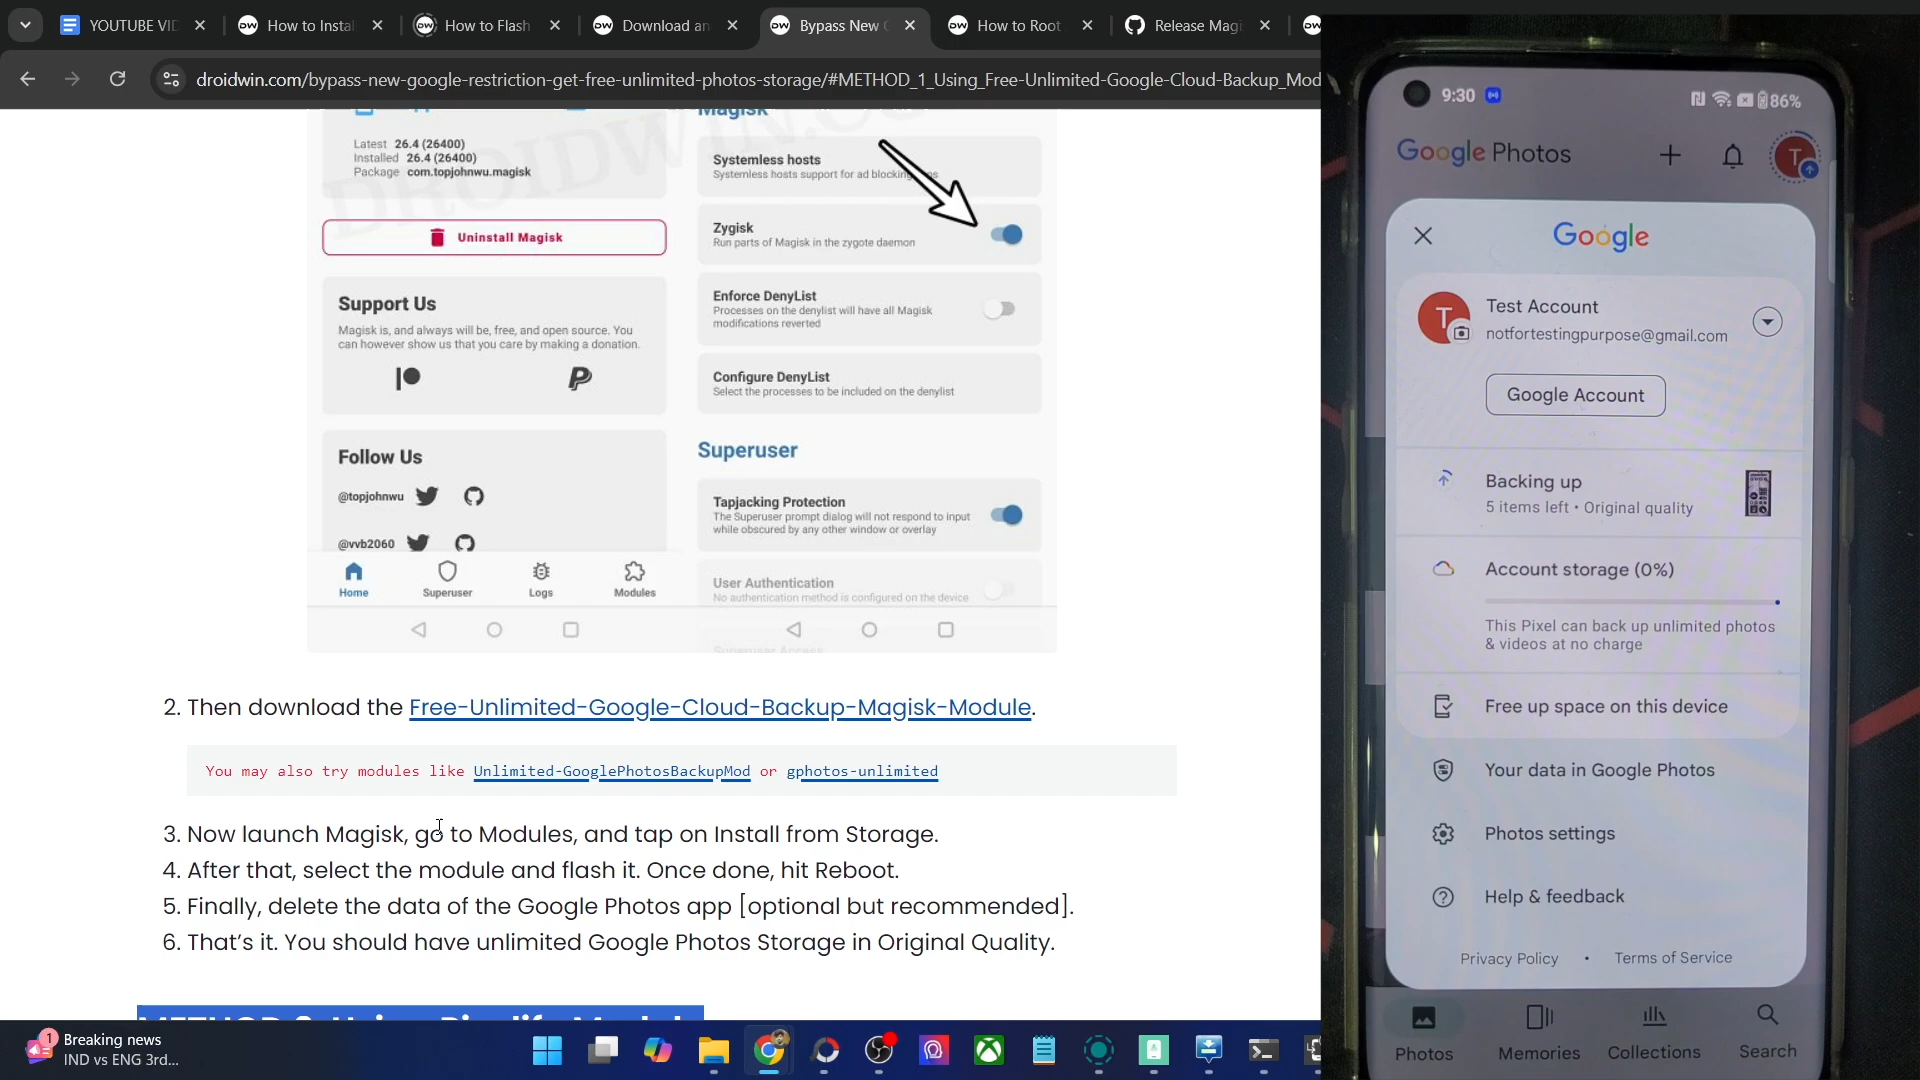 YOUTUBE VID
How to Instal
How to Flash
Download an
Bypass New G
How to Root
Release Magi
droidwin.com/bypass-new-google-restriction-get-free-unlimited-photos-storage/#METHOD_1_Using_Free-Unlimited-Google-Cloud-Backup_Mod
Latest 26.4 (26400)
Installed 26.4 (26400)
Package com.topjohnwu.magisk
Uninstall Magisk
Support Us
Magisk is, and always will be, free, and open source. You
can however show us that you care by making a donation.
Follow Us
@topjohnwu
@vvb2060
Home
Superuser
Logs
Modules
Magisk
Systemless hosts
Systemless hosts support for ad blocking
Zygisk
Run parts of Magisk in the zygote daemon
Enforce DenyList
Processes on the denylist will have all Magisk
modifications reverted
Configure DenyList
Select the processes to be included on the denylist
Superuser
Tapjacking Protection
The Superuser prompt dialog will not respond to input
while obscured by any other window or overlay
User Authentication
No authentication method is configured on the device
Superuser Access
2. Then download the Free-Unlimited-Google-Cloud-Backup-Magisk-Module.
You may also try modules like Unlimited-GooglePhotosBackupMod or gphotos-unlimited
3. Now launch Magisk, go to Modules, and tap on Install from Storage.
4. After that, select the module and flash it. Once done, hit Reboot.
5. Finally, delete the data of the Google Photos app [optional but recommended].
6. That's it. You should have unlimited Google Photos Storage in Original Quality.
1
Breaking news
IND vs ENG 3rd...
9:30
86%
Google Photos
T
Google
T
Test Account
notfortestingpurpose@gmail.com
Google Account
Backing up
5 items left • Original quality
Account storage (0%)
This Pixel can back up unlimited photos
& videos at no charge
Free up space on this device
Your data in Google Photos
Photos settings
Help & feedback
Privacy Policy • Terms of Service
Photos
Memories
Collections
Search